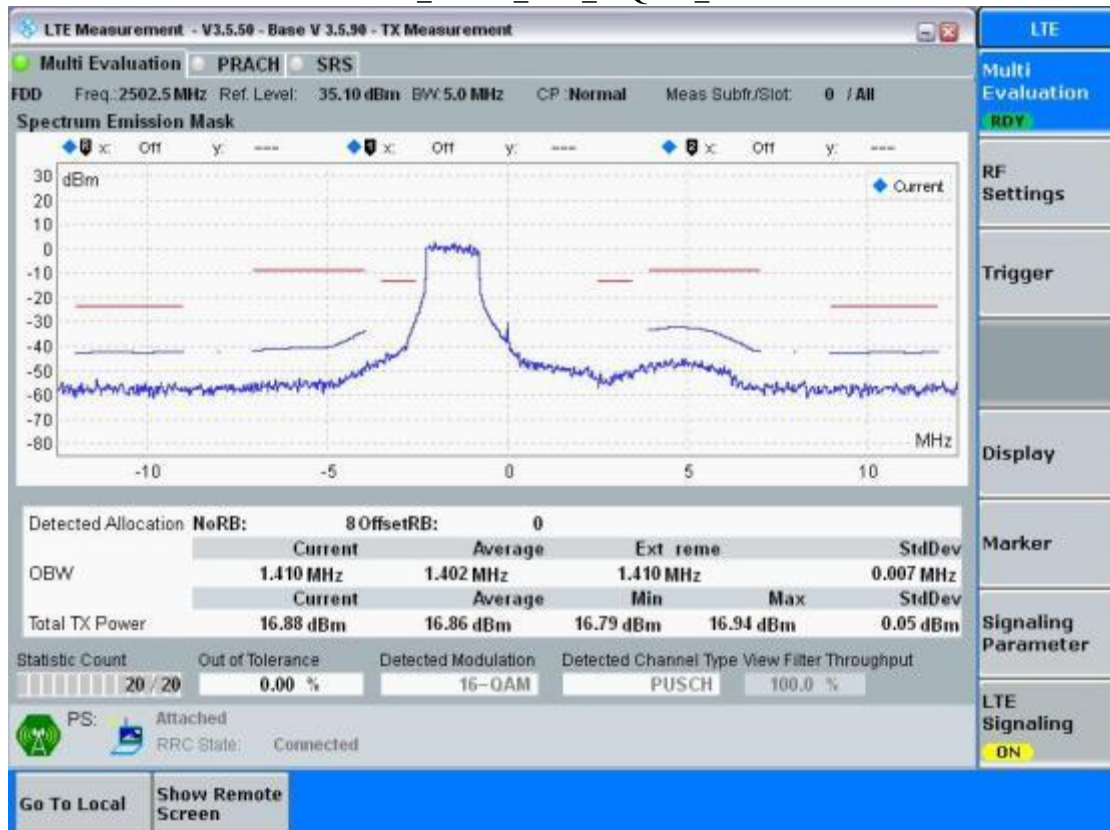 LTE Measurement - V3.5.50 - Base V 3.5.90 - TX Measurement
Multi Evaluation PRACH SRS
FDD Freq.:2502.5 MHz Ref. Level: 35.10 dBm BW:5.0 MHz CP :Normal Meas Subfr/Slot: 0 / All
Spectrum Emission Mask
x: Off y: --- x: Off y: --- x: Off y: ---
dBm
Current
30
20
10
0
-10
-20
-30
-40
-50
-60
-70
-80
MHz
-10 -5 0 5 10
Detected Allocation NoRB: 8 OffsetRB: 0
Current Average Ext reme StdDev
OBW 1.410 MHz 1.402 MHz 1.410 MHz 0.007 MHz
Current Average Min Max StdDev
Total TX Power 16.88 dBm 16.86 dBm 16.79 dBm 16.94 dBm 0.05 dBm
Statistic Count Out of Tolerance Detected Modulation Detected Channel Type View Filter Throughput
20 / 20 0.00 % 16-QAM PUSCH 100.0 %
PS: Attached
RRC State: Connected
Go To Local
Show Remote
Screen
LTE
Multi
Evaluation
RDY
RF
Settings
Trigger
Display
Marker
Signaling
Parameter
LTE
Signaling
ON